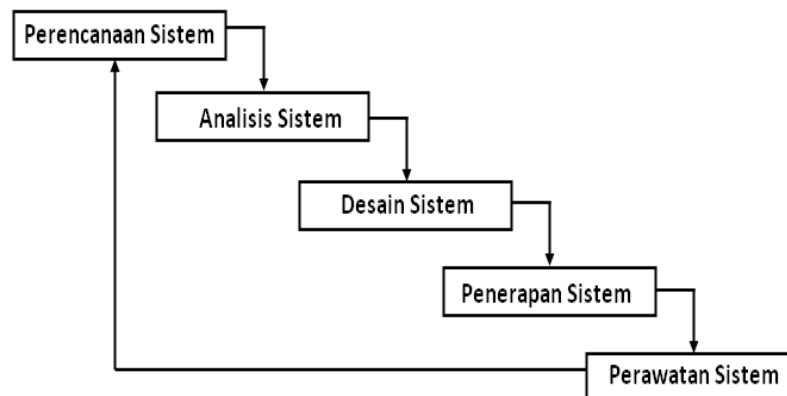 Perencanaan Sistem
Analisis Sistem
Desain Sistem
Penerapan Sistem
Perawatan Sistem